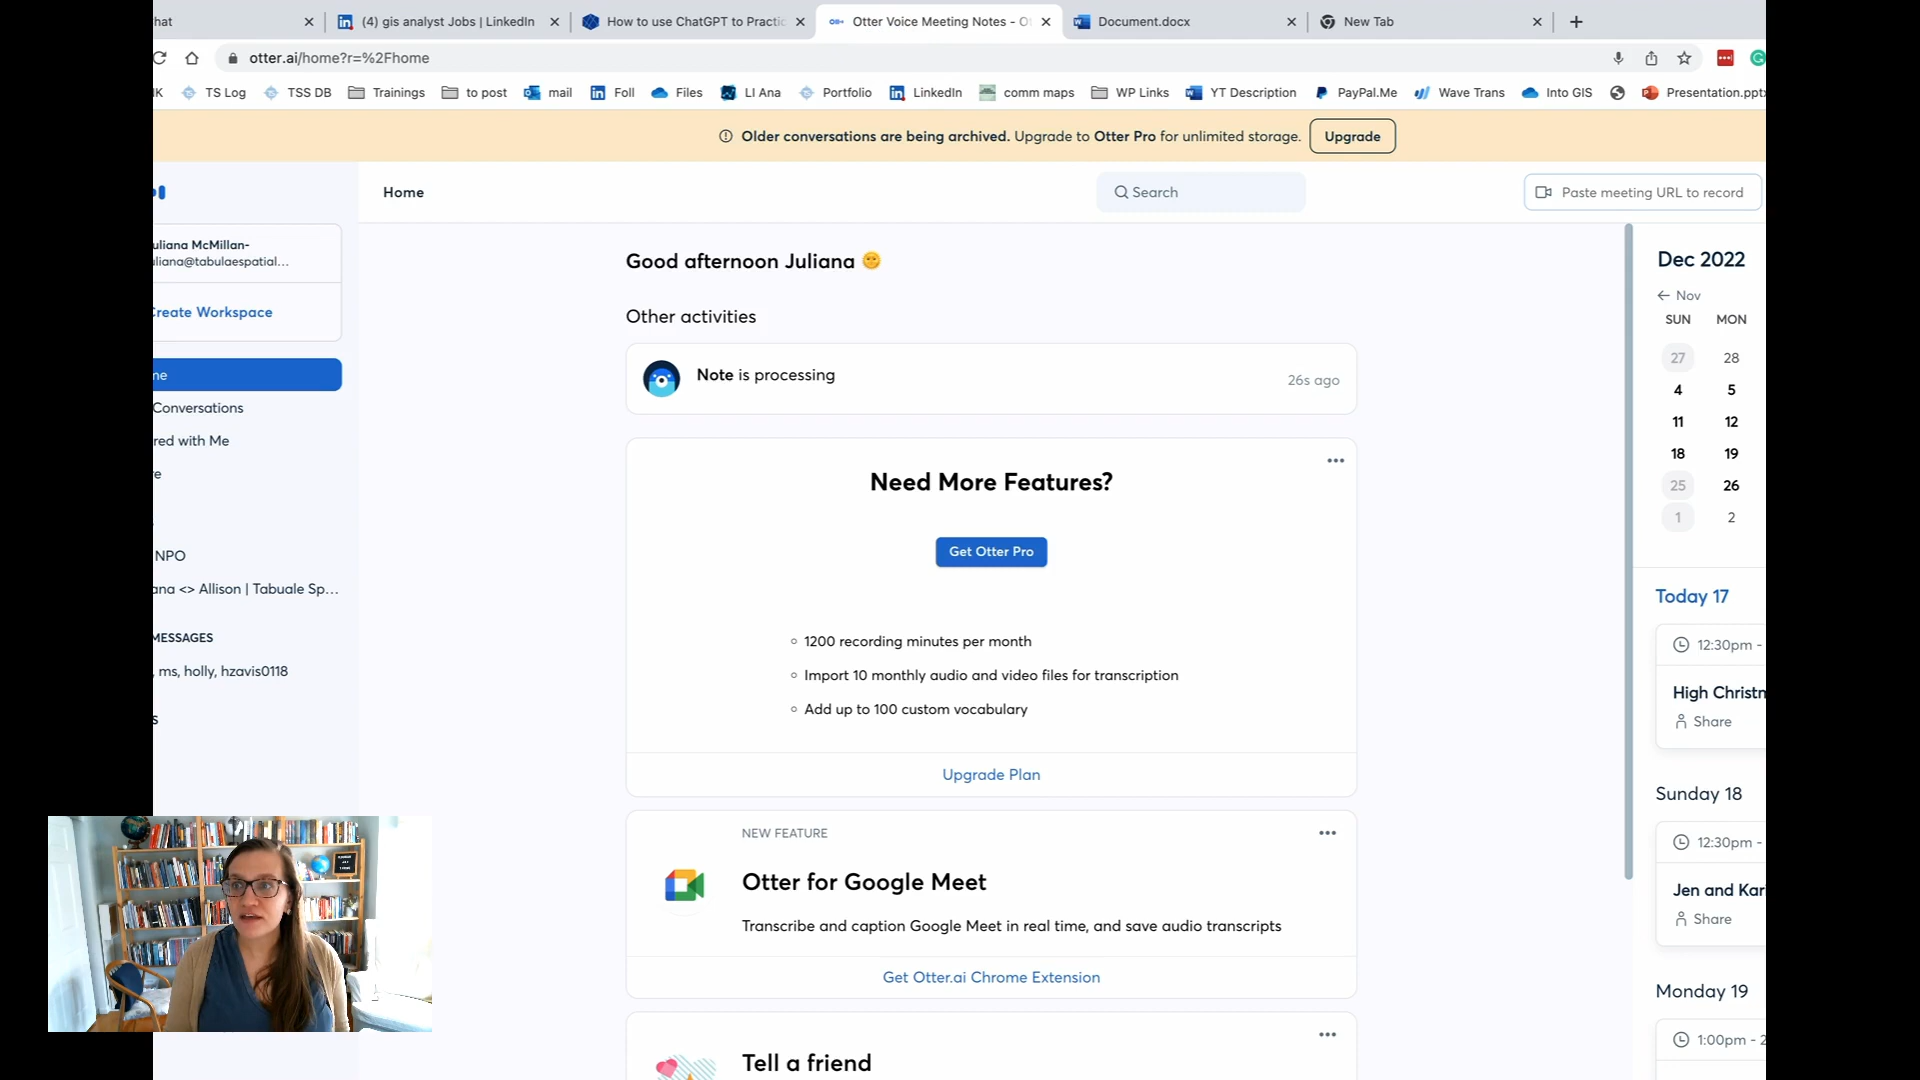 hat
(4) gis analyst Jobs | LinkedIn
How to use ChatGPT to Practic
Otter Voice Meeting Notes - O
Document.docx
New Tab
otter.ai/home?r=%2Fhome
K
TS Log
TSS DB
Trainings
to post
mail
Foll
Files
LI Ana
Portfolio
LinkedIn
comm maps
WP Links
YT Description
PayPal.Me
Wave Trans
Into GIS
Presentation.pptx
Older conversations are being archived. Upgrade to Otter Pro for unlimited storage.
Upgrade
Home
Search
Paste meeting URL to record
uliana McMillan-
uliana@tabulaespatial...
Create Workspace
me
Conversations
red with Me
re
NPO
ana <> Allison | Tabuale Sp...
MESSAGES
, ms, holly, hzavis0118
s
Good afternoon Juliana
Other activities
Note is processing
26s ago
Need More Features?
Get Otter Pro
1200 recording minutes per month
Import 10 monthly audio and video files for transcription
Add up to 100 custom vocabulary
Upgrade Plan
NEW FEATURE
Otter for Google Meet
Transcribe and caption Google Meet in real time, and save audio transcripts
Get Otter.ai Chrome Extension
Tell a friend
Dec 2022
← Nov
SUN MON
27 28
4 5
11 12
18 19
25 26
1 2
Today 17
12:30pm -
High Christm
Share
Sunday 18
12:30pm -
Jen and Kar
Share
Monday 19
1:00pm - 2